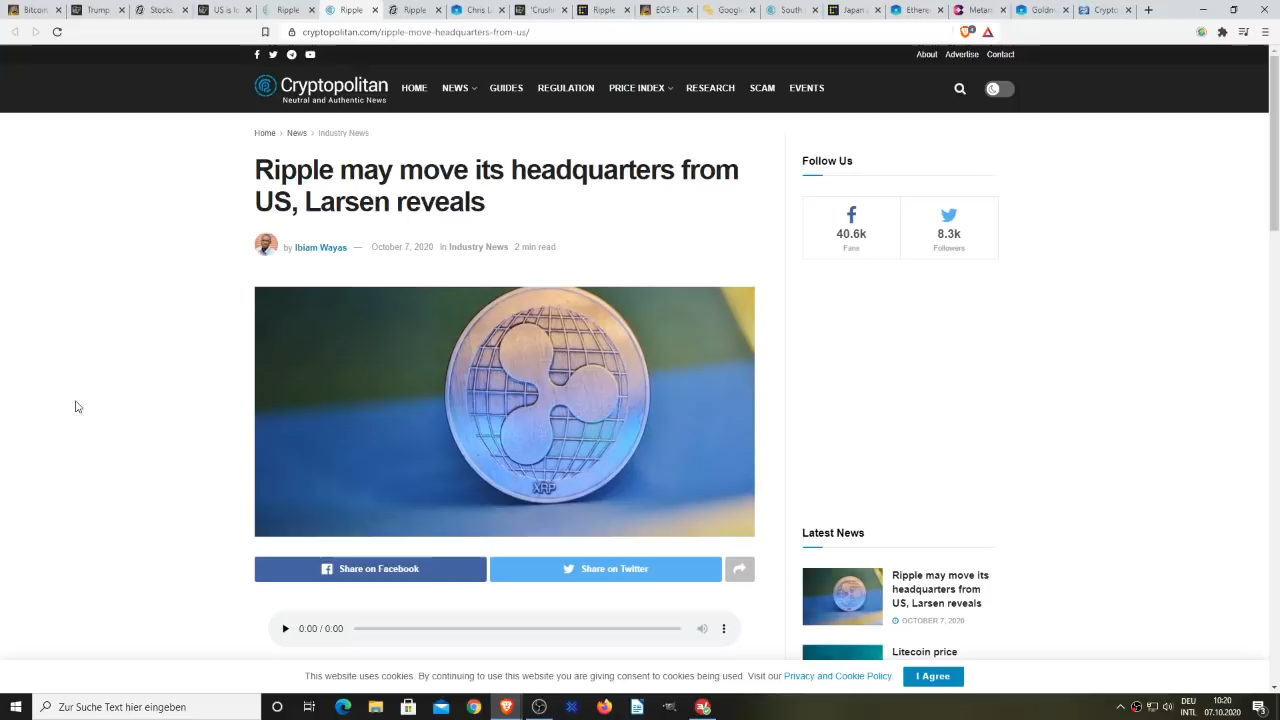 Bitcoin
Trump
Stocks
US is l
Ripple
Chris L
Crushe
Ripple
EOS Pr
Google
South
Ethere
Japan
Meta
Golder
Crypto
cryptopolitan.com/ripple-move-headquarters-from-us/
About Advertise Contact
Cryptopolitan
Neutral and Authentic News
HOME NEWS GUIDES REGULATION PRICE INDEX RESEARCH SCAM EVENTS
Home > News > Industry News
Ripple may move its headquarters from
US, Larsen reveals
by Ibiam Wayas — October 7, 2020 in Industry News 2 min read
XRP
Share on Facebook
Share on Twitter
0:00 / 0:00
Follow Us
40.6k
Fans
8.3k
Followers
Latest News
Ripple may move its
headquarters from
US, Larsen reveals
OCTOBER 7, 2020
Litecoin price
This website uses cookies. By continuing to use this website you are giving consent to cookies being used. Visit our Privacy and Cookie Policy.
I Agree
Zur Suche Text hier eingeben
DEU
INTL
10:20
07.10.2020